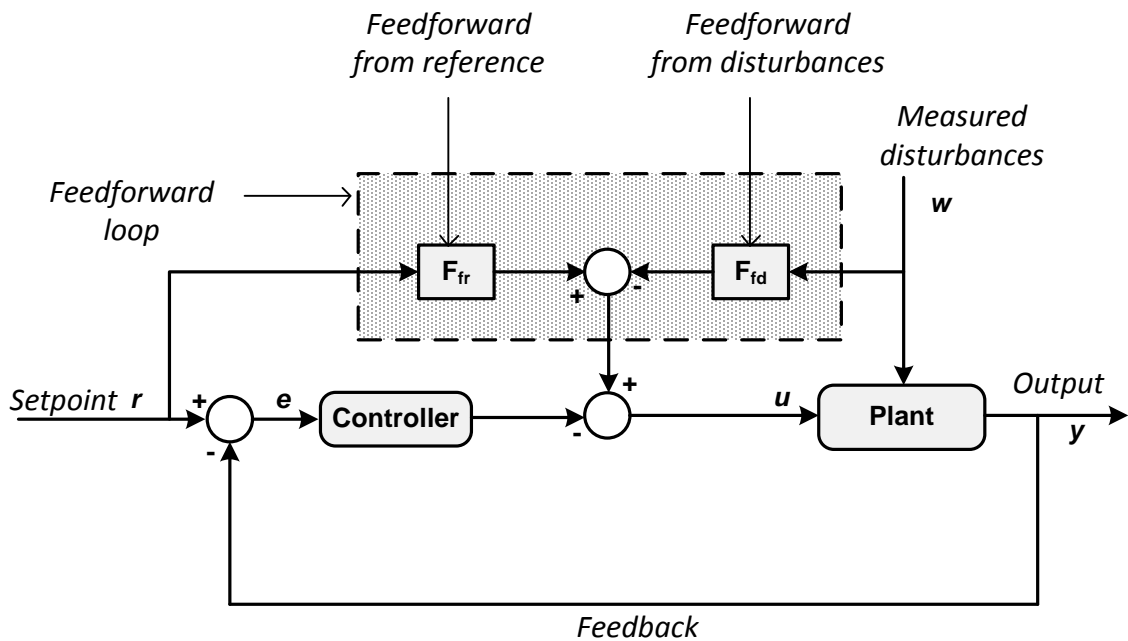 Feedforward
from reference
Feedforward
from disturbances
Measured
disturbances
w
Feedforward
loop
Ffr
Ffd
+
-
+
Setpoint r
+
-
e
Controller
-
u
Plant
Output
y
Feedback